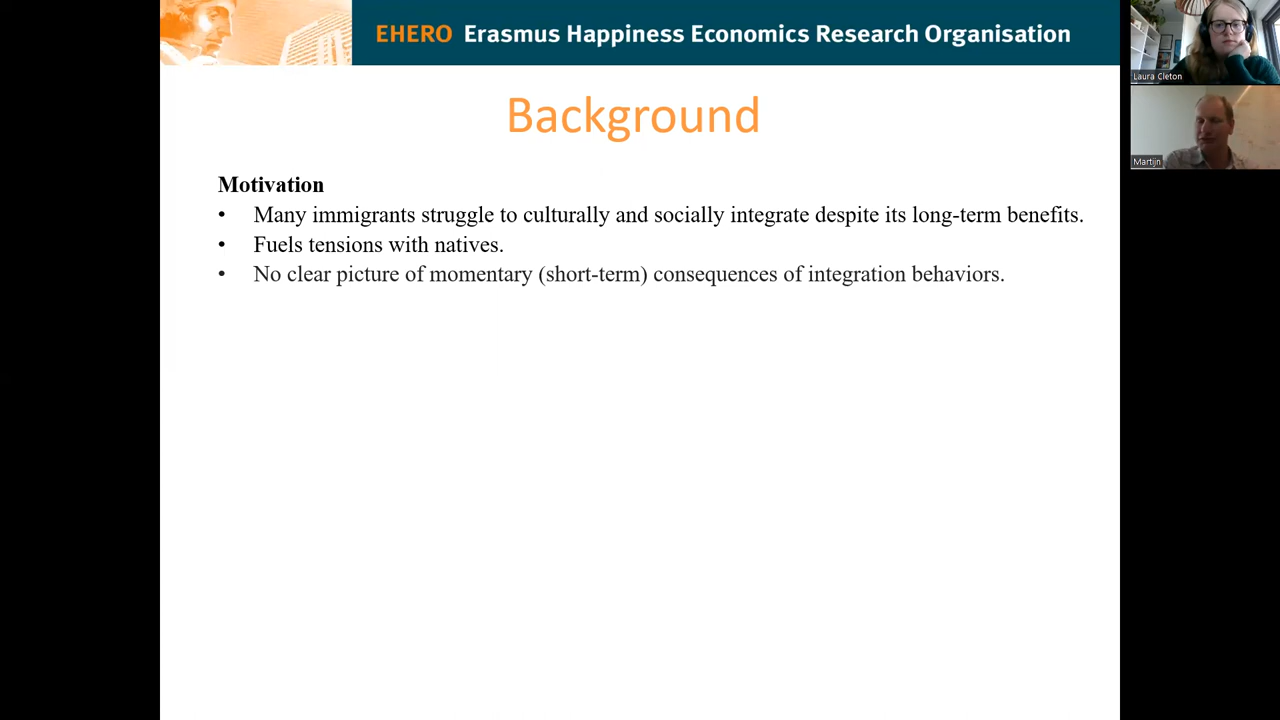 EHERO Erasmus Happiness Economics Research Organisation
Laura Cleton
Martijn
Background
Motivation
• Many immigrants struggle to culturally and socially integrate despite its long-term benefits.
• Fuels tensions with natives.
• No clear picture of momentary (short-term) consequences of integration behaviors.